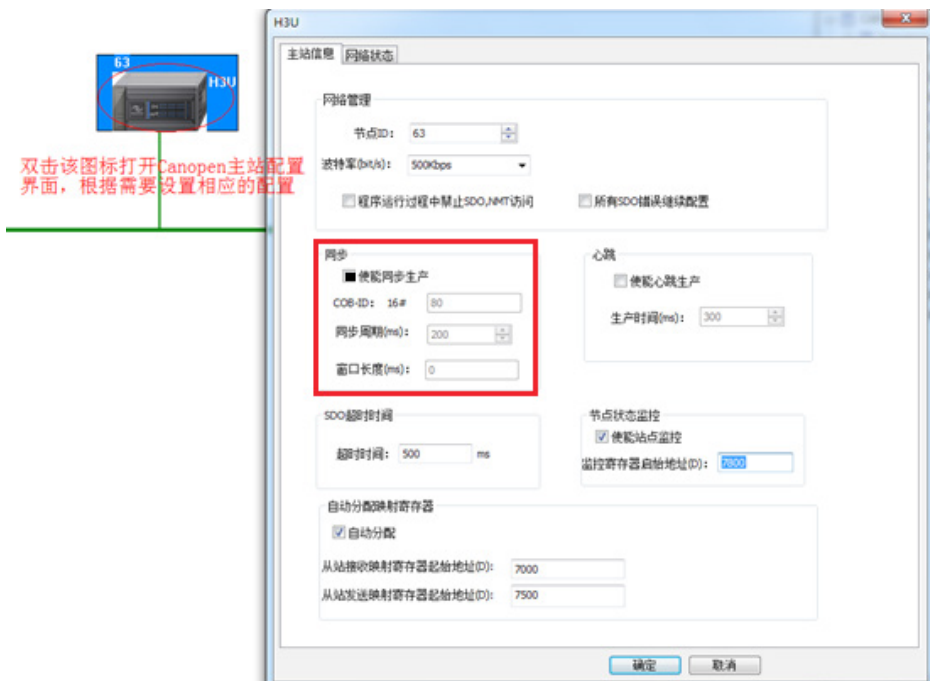 H3U
主站信息 网络状态
63
H3U
双击该图标打开Canopen主站配置
界面，根据需要设置相应的配置
网络管理
节点ID： 63
波特率(bit/s)： 500Kbps
程序运行过程中禁止SDO,NMT访问 所有SDO错误继续配置
同步
使能同步生产
COB-ID： 16# 80
同步周期(ms)： 200
窗口长度(ms)： 0
心跳
使能心跳生产
生产时间(ms)： 300
SDO超时时间
超时时间： 500 ms
节点状态监控
使能站点监控
监控寄存器启始地址(D)： 7800
自动分配映射寄存器
自动分配
从站接收映射寄存器起始地址(D)： 7000
从站发送映射寄存器起始地址(D)： 7500
确定 取消